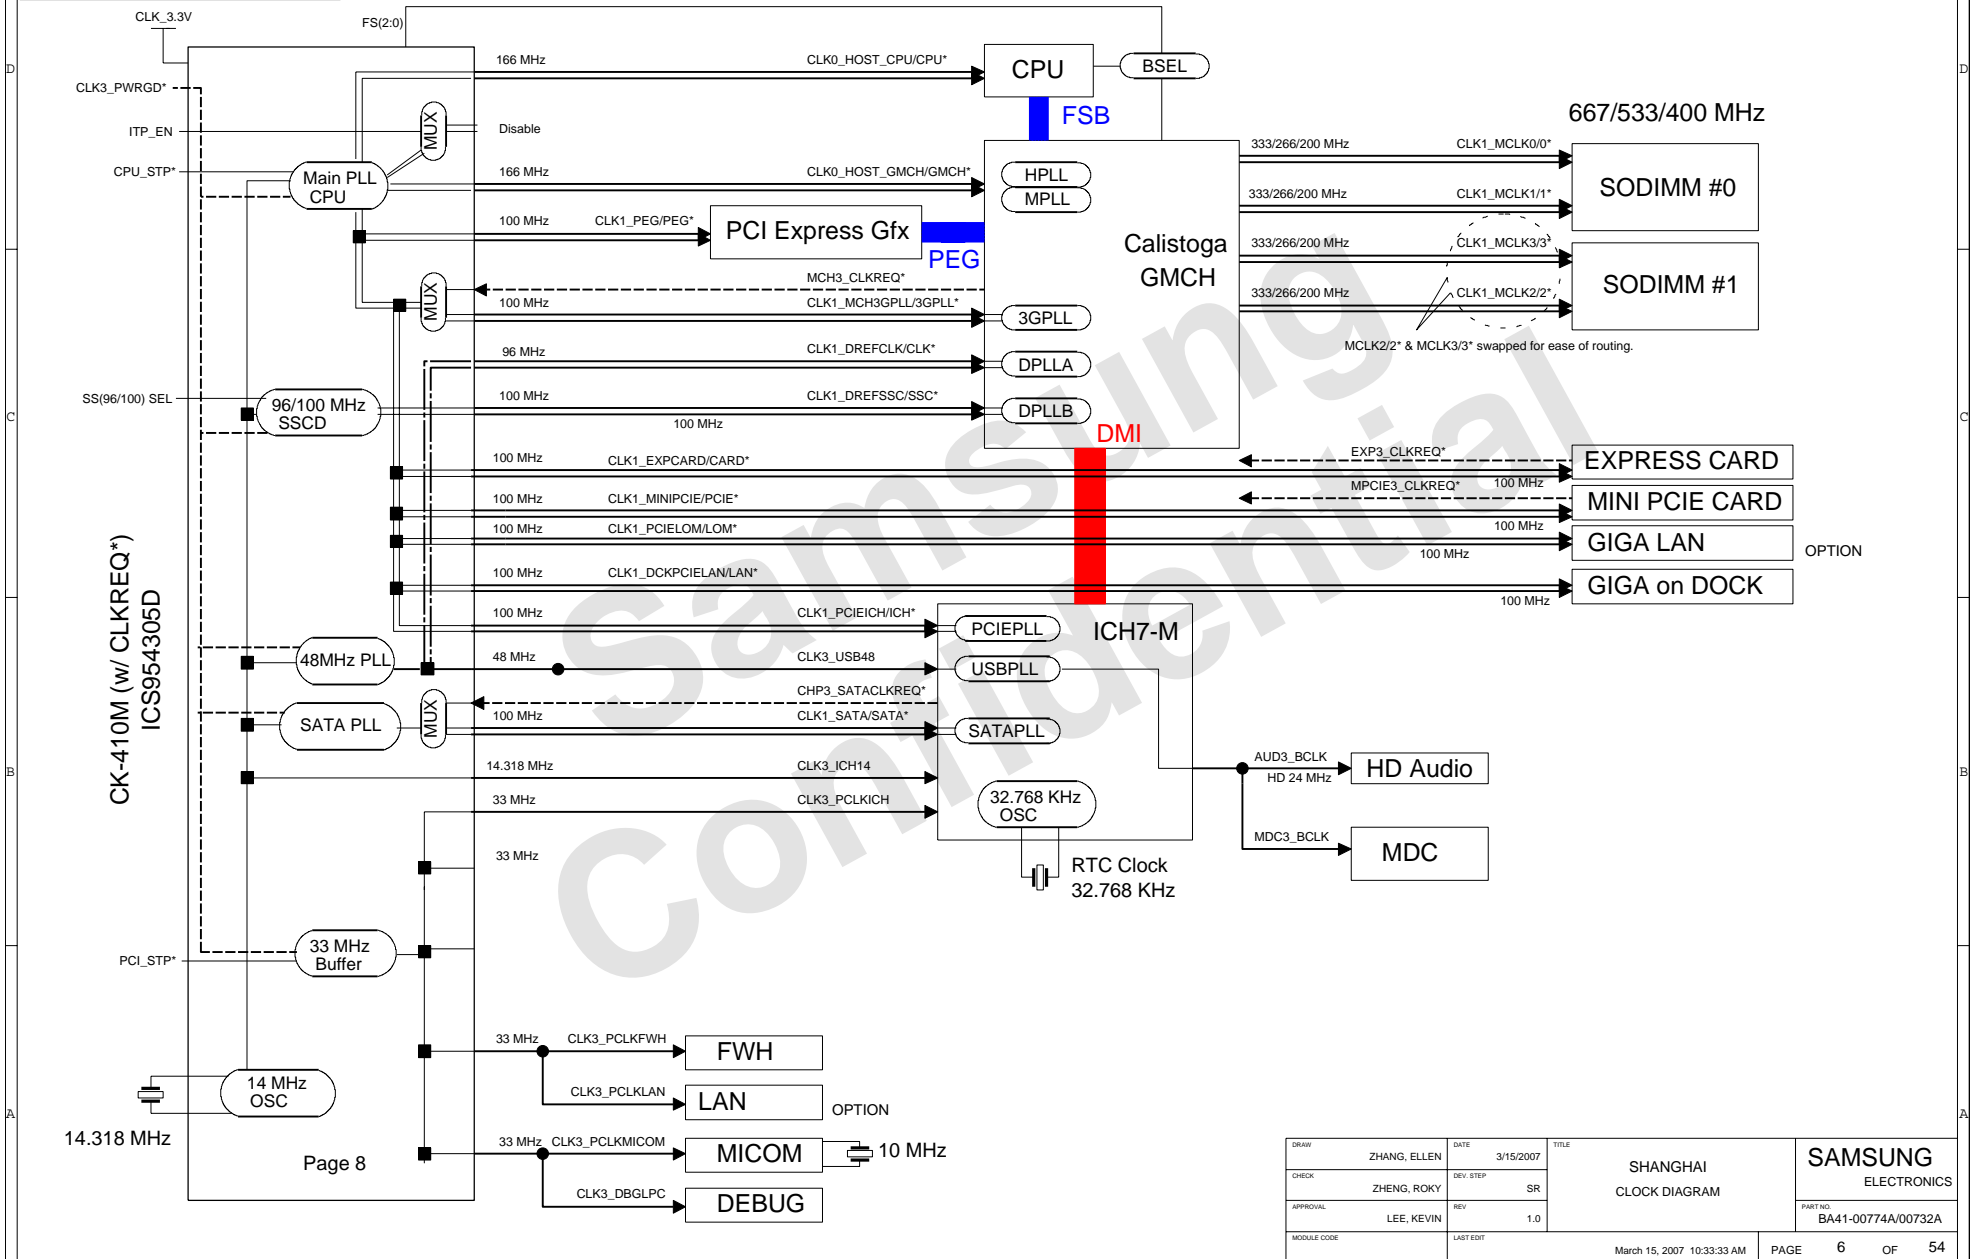 CLK_3.3V
FS(2:0)
D
D
166 MHz
CLK0_HOST_CPU/CPU*
CPU
BSEL
CLK3_PWRGD*
FSB
667/533/400 MHz
MUX
ITP_EN
Disable
333/266/200 MHz
CLK1_MCLK0/0*
CPU_STP*
Main PLL
CPU
166 MHz
CLK0_HOST_GMCH/GMCH*
HPLL
MPLL
SODIMM #0
333/266/200 MHz
CLK1_MCLK1/1*
100 MHz
CLK1_PEG/PEG*
PCI Express Gfx
PEG
Calistoga
GMCH
333/266/200 MHz
CLK1_MCLK3/3*
MCH3_CLKREQ*
SODIMM #1
MUX
100 MHz
CLK1_MCH3GPLL/3GPLL*
333/266/200 MHz
CLK1_MCLK2/2*
3GPLL
MCLK2/2* & MCLK3/3* swapped for ease of routing.
96 MHz
CLK1_DREFCLK/CLK*
DPLLA
SS(96/100) SEL
96/100 MHz
SSCD
100 MHz
CLK1_DREFSSC/SSC*
100 MHz
DPLLB
C
C
DMI
100 MHz
CLK1_EXPCARD/CARD*
EXP3_CLKREQ*
100 MHz
EXPRESS CARD
100 MHz
CLK1_MINIPCIE/PCIE*
MPCIE3_CLKREQ*
100 MHz
MINI PCIE CARD
100 MHz
CLK1_PCIELOM/LOM*
100 MHz
GIGA LAN
OPTION
100 MHz
CLK1_DCKPCIELAN/LAN*
100 MHz
GIGA on DOCK
CK-410M (w/ CLKREQ*)
ICS954305D
100 MHz
CLK1_PCIEICH/ICH*
PCIEPLL
ICH7-M
48MHz PLL
48 MHz
CLK3_USB48
USBPLL
CHP3_SATACLKREQ*
SATA PLL
MUX
100 MHz
CLK1_SATA/SATA*
SATAPLL
B
B
14.318 MHz
CLK3_ICH14
AUD3_BCLK
HD 24 MHz
HD Audio
33 MHz
CLK3_PCLKICH
32.768 KHz
OSC
MDC3_BCLK
MDC
33 MHz
RTC Clock
32.768 KHz
PCI_STP*
33 MHz
Buffer
33 MHz
CLK3_PCLKFWH
FWH
14 MHz
OSC
CLK3_PCLKLAN
LAN
OPTION
A
A
14.318 MHz
33 MHz
CLK3_PCLKMICOM
MICOM
10 MHz
Page 8
CLK3_DBGLPC
DEBUG
Samsung
Confidential
DRAW
ZHANG, ELLEN
DATE
3/15/2007
TITLE
SHANGHAI
CLOCK DIAGRAM
SAMSUNG
ELECTRONICS
CHECK
ZHENG, ROKY
DEV. STEP
SR
APPROVAL
LEE, KEVIN
REV
1.0
PART NO.
BA41-00774A/00732A
MODULE CODE
LAST EDIT
March 15, 2007 10:33:33 AM
PAGE 6 OF 54